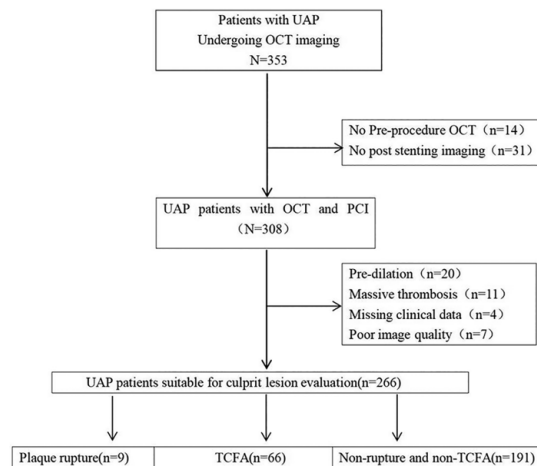 Patients with UAP
Undergoing OCT imaging
N=353
No Pre-procedure OCT（n=14）
No post stenting imaging（n=31）
UAP patients with OCT and PCI
（N=308）
Pre-dilation（n=20）
Massive thrombosis（n=11）
Missing clinical data（n=4）
Poor image quality（n=7）
UAP patients suitable for culprit lesion evaluation(n=266)
Plaque rupture(n=9)
TCFA(n=66)
Non-rupture and non-TCFA(n=191)